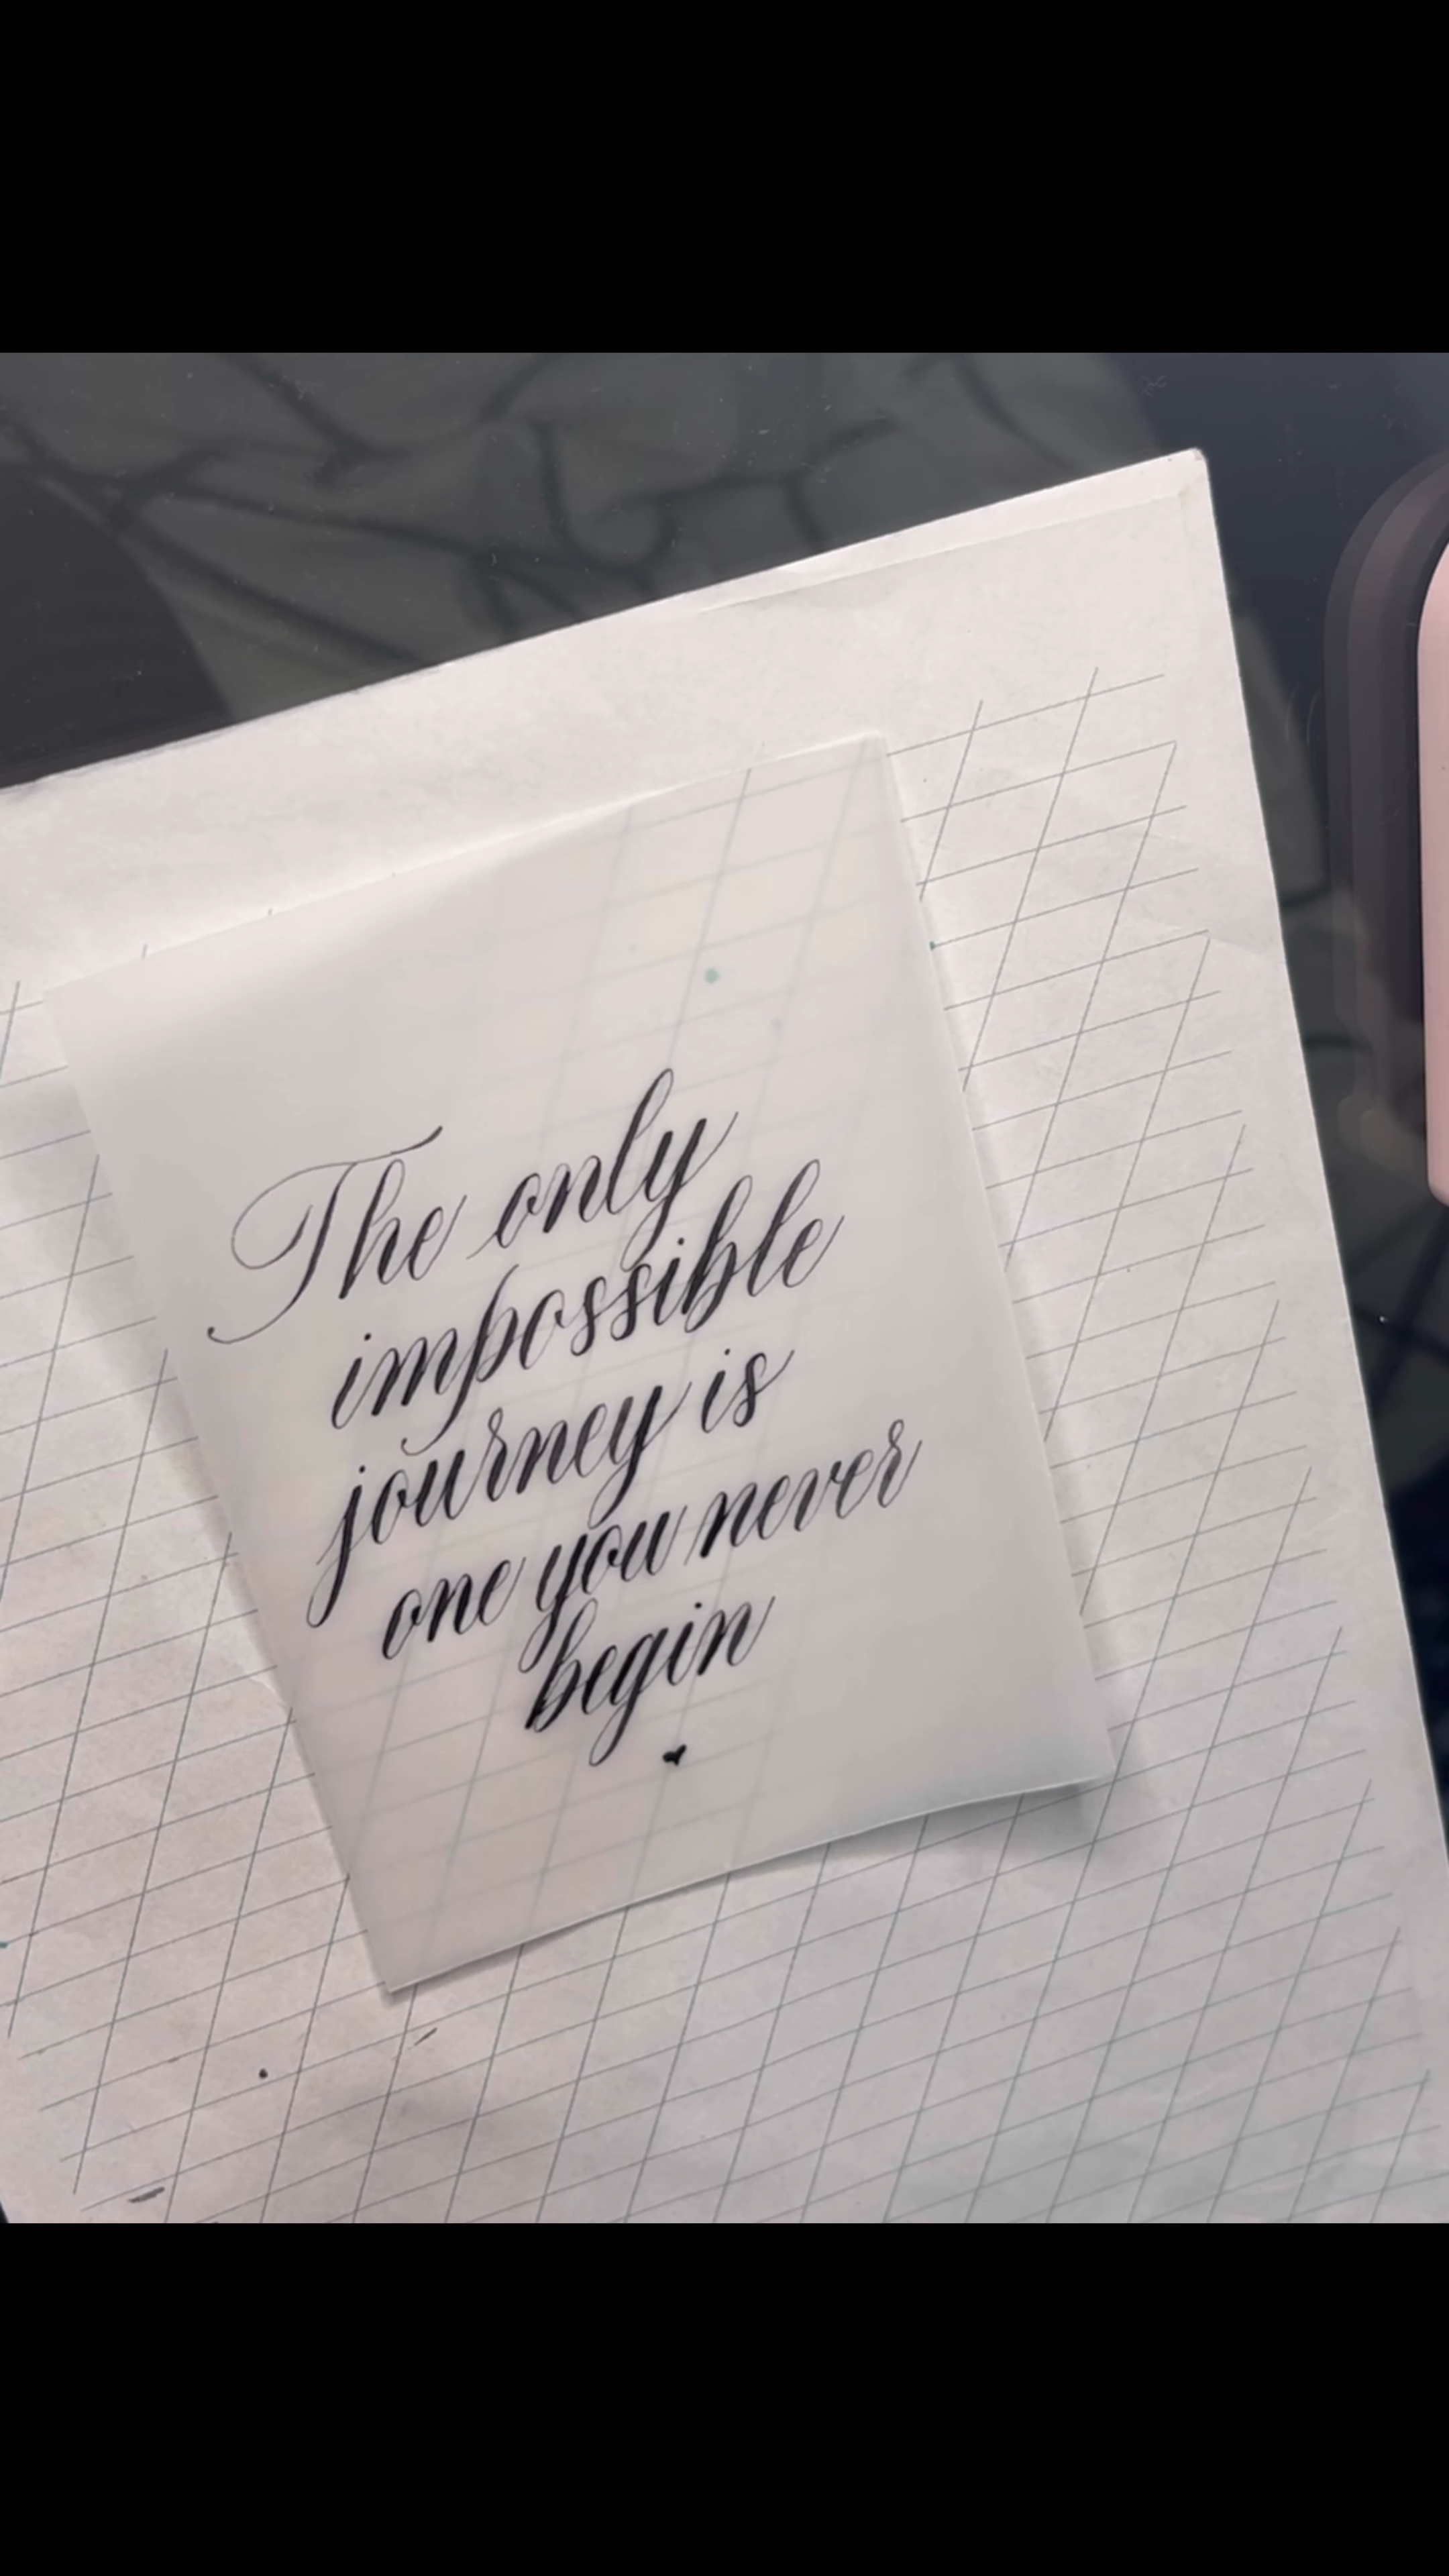 The only
impossible
journey is
one you never
begin